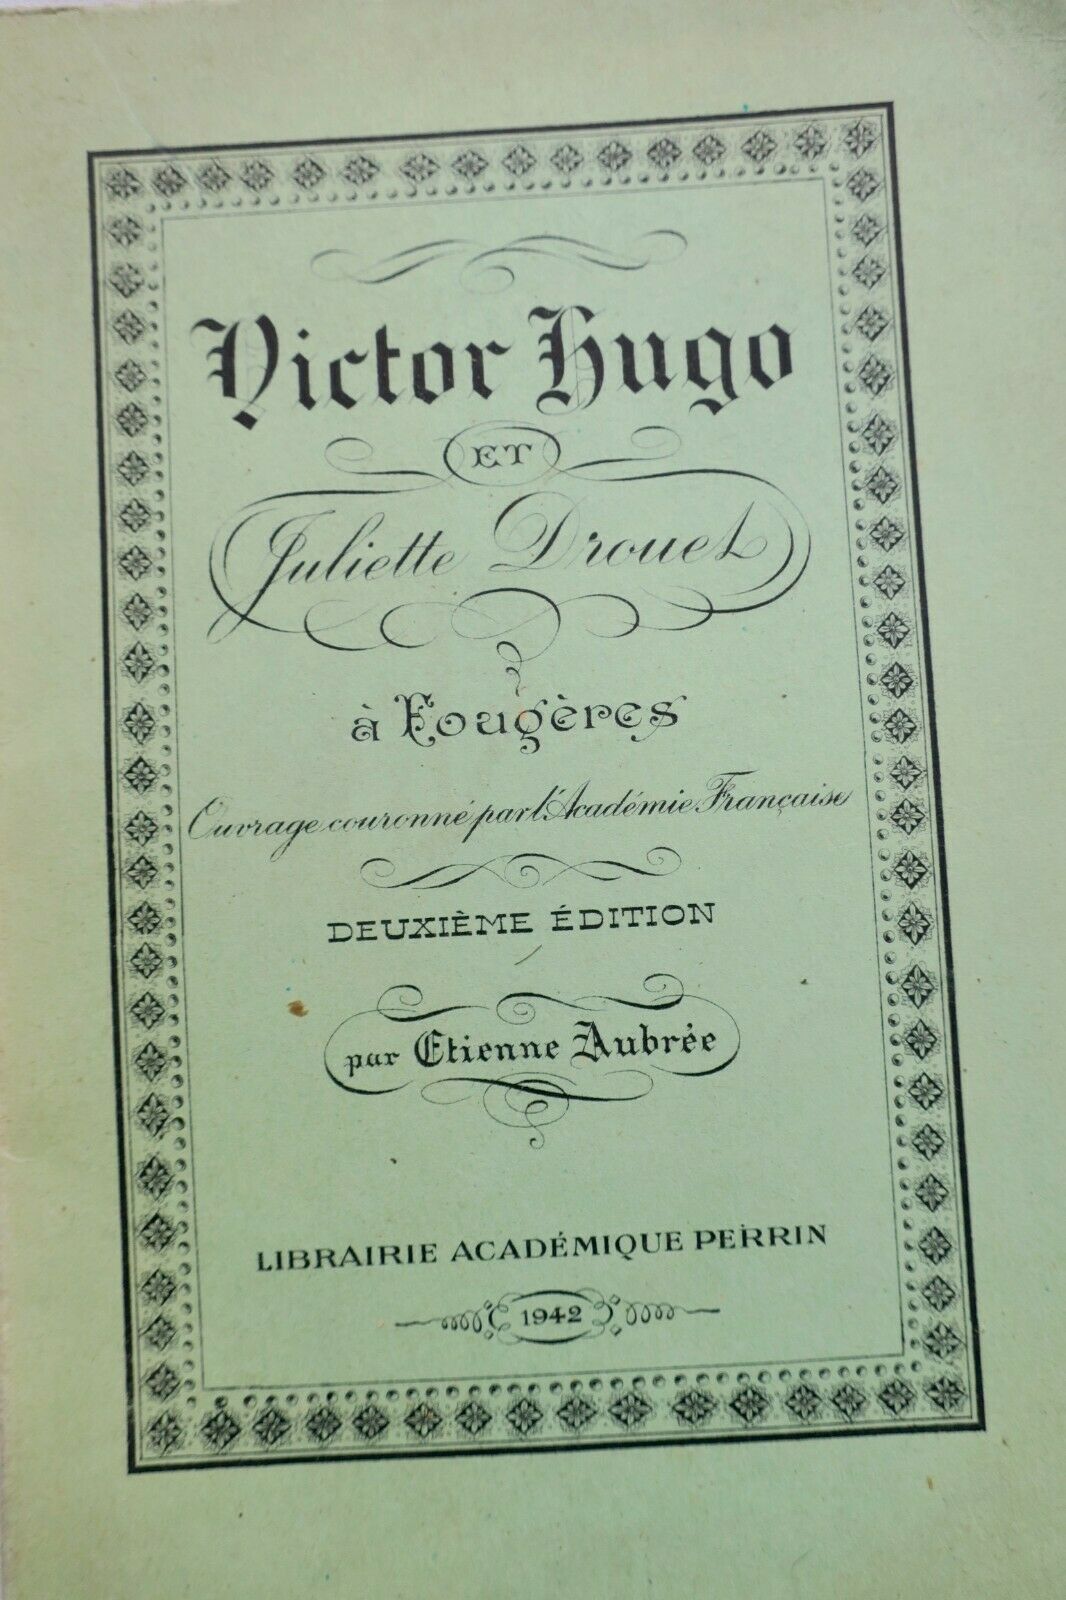 Victor Hugo
ET
Juliette Drouet
à Fougères
Ouvrage couronné par l'Académie Française
DEUXIÈME ÉDITION
par Etienne Aubrée
LIBRAIRIE ACADÉMIQUE PERRIN
1942